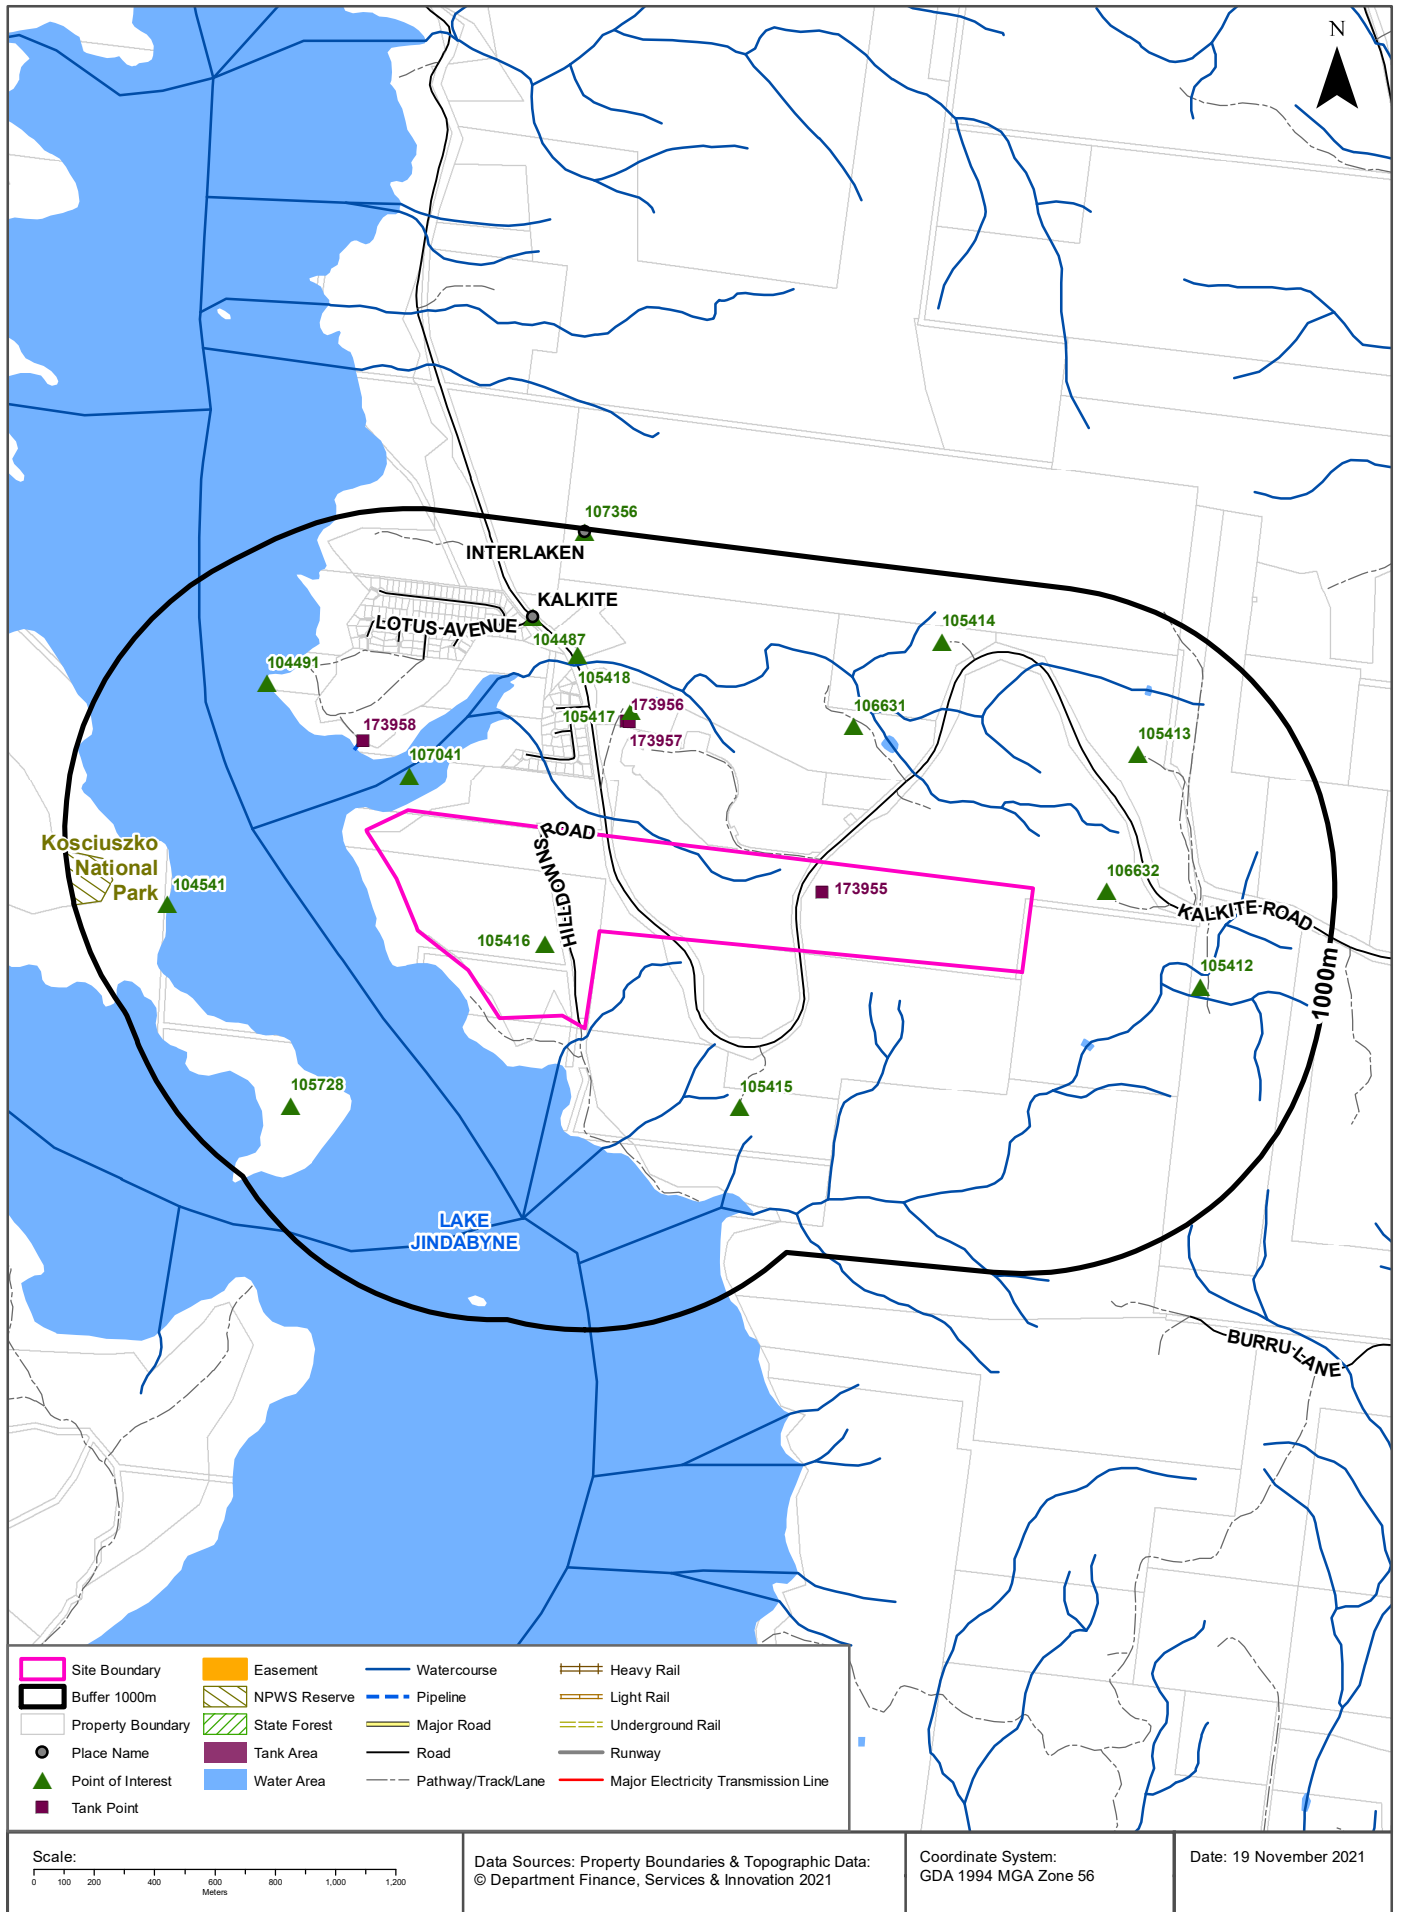 N
107356
INTERLAKEN
KALKITE
LOTUS AVENUE
104487
105414
104491
105418
173956
105417
173957
106631
173958
107041
105413
ROAD
Kosciuszko
National
Park
104541
HILLDOWNS
173955
106632
KALKITE ROAD
105416
105412
1000m
105728
105415
LAKE
JINDABYNE
BURRU LANE
Site Boundary
Easement
Watercourse
Heavy Rail
Buffer 1000m
NPWS Reserve
Pipeline
Light Rail
Property Boundary
State Forest
Major Road
Underground Rail
Place Name
Tank Area
Road
Runway
Point of Interest
Water Area
Pathway/Track/Lane
Major Electricity Transmission Line
Tank Point
Scale:
0 100 200 400 600 800 1,000 1,200
Meters
Data Sources: Property Boundaries & Topographic Data:
© Department Finance, Services & Innovation 2021
Coordinate System:
GDA 1994 MGA Zone 56
Date: 19 November 2021